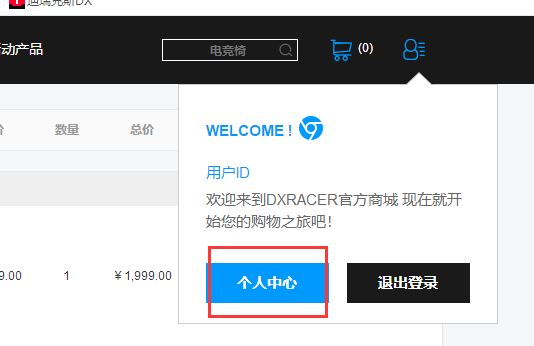 迪瑞克斯DX
动产品
电竞椅
(0)
价
数量
总价
WELCOME !
用户ID
欢迎来到DXRACER官方商城 现在就开
始您的购物之旅吧！
9.00
1
¥ 1,999.00
个人中心
退出登录